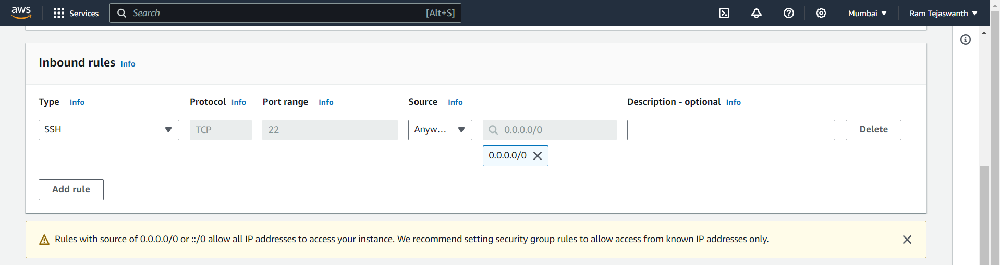 aws Services Search [Alt+S] Mumbai Ram Tejaswanth
Inbound rules Info
Type Info Protocol Info Port range Info Source Info Description - optional Info
SSH TCP 22 Anyw... 0.0.0.0/0 Delete
0.0.0.0/0
Add rule
Rules with source of 0.0.0.0/0 or ::/0 allow all IP addresses to access your instance. We recommend setting security group rules to allow access from known IP addresses only.